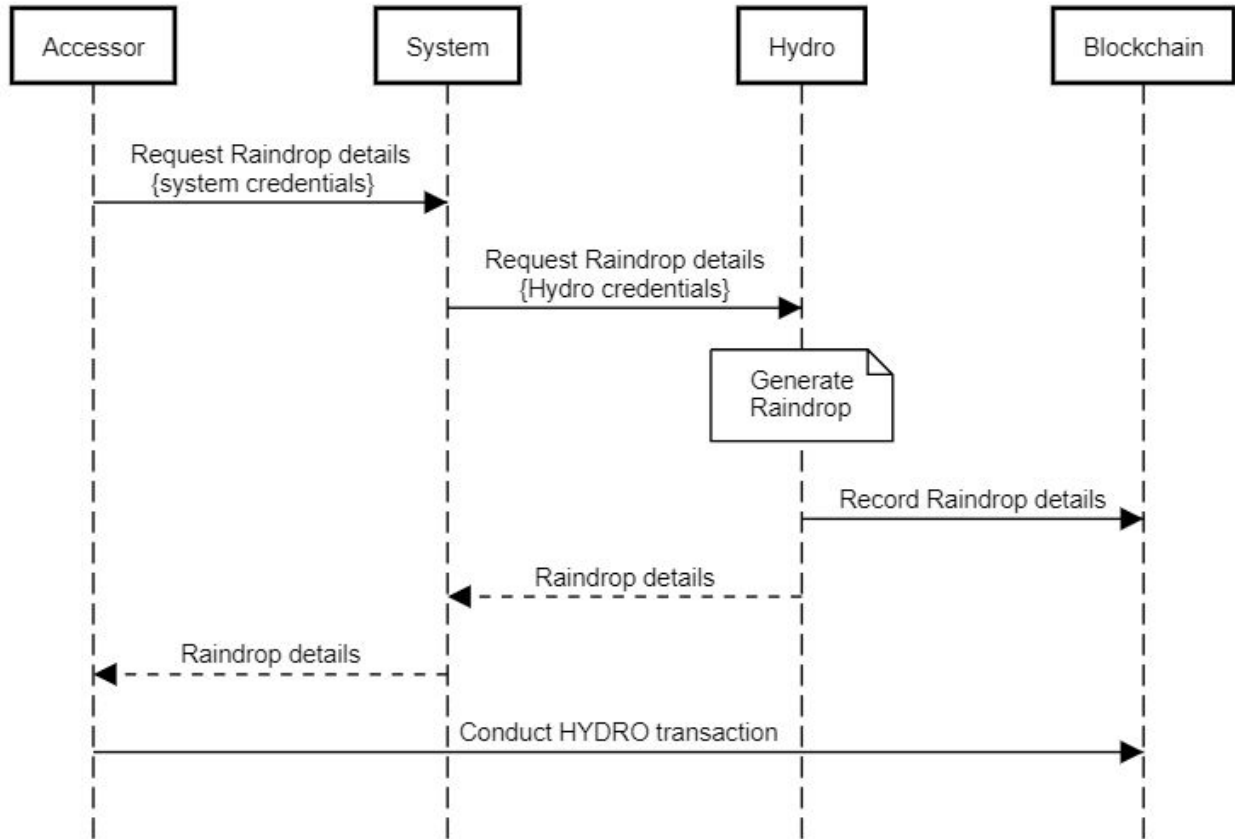 Accessor
System
Hydro
Blockchain
Request Raindrop details
{system credentials}
Request Raindrop details
{Hydro credentials}
Generate
Raindrop
Record Raindrop details
Raindrop details
Raindrop details
Conduct HYDRO transaction